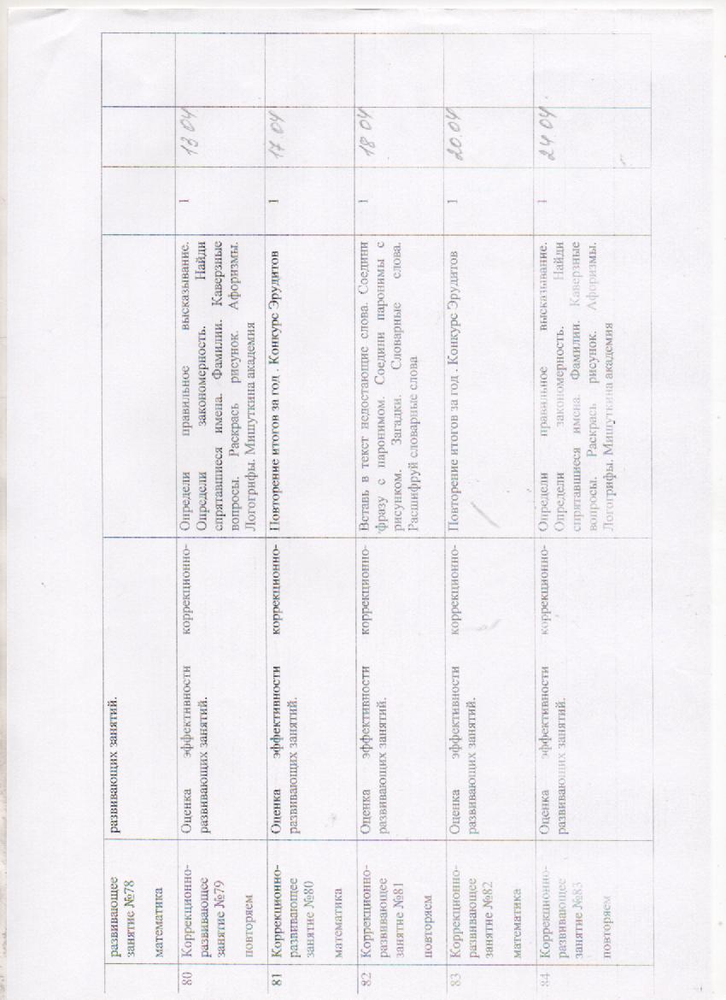 развивающее
занятие №78
математика
развивающих занятий.
80
Коррекционно-
развивающее
занятие №79
повторяем
Оценка эффективности коррекционно-
развивающих занятий.
Определи правильное высказывание.
Определи закономерность. Найди
спрятавшиеся имена. Фамилии. Каверзные
вопросы. Раскрась рисунок. Афоризмы.
Логогрифы. Мишуткина академия
1
13 04
81
Коррекционно-
развивающее
занятие №80
математика
Оценка эффективности коррекционно-
развивающих занятий.
Повторение итогов за год . Конкурс Эрудитов
1
17. 04
82
Коррекционно-
развивающее
занятие №81
повторяем
Оценка эффективности коррекционно-
развивающих занятий.
Вставь в текст недостающие слова. Соедини
фразу с паронимом. Соедини паронимы с
рисунком. Загадки. Словарные слова.
Расшифруй словарные слова
1
18 04
83
Коррекционно-
развивающее
занятие №82
математика
Оценка эффективности коррекционно-
развивающих занятий.
Повторение итогов за год . Конкурс Эрудитов
1
20. 04
84
Коррекционно-
развивающее
занятие №83
повторяем
Оценка эффективности коррекционно-
развивающих занятий.
Определи правильное высказывание.
Определи закономерность. Найди
спрятавшиеся имена. Фамилии. Каверзные
вопросы. Раскрась рисунок. Афоризмы.
Логогрифы. Мишуткина академия
1
24 04.